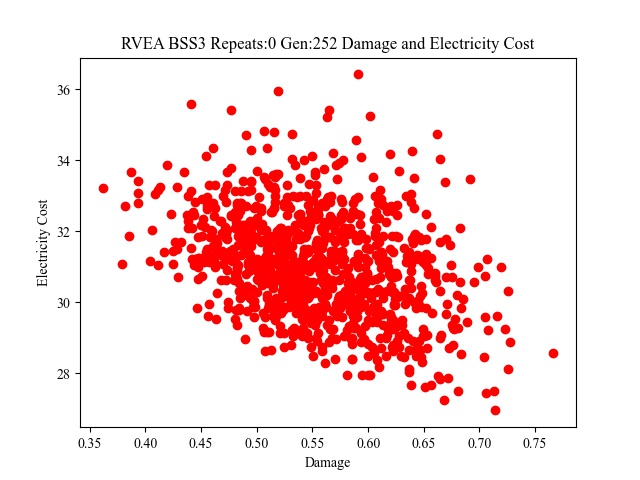 RVEA BSS3 Repeats:0 Gen:252 Damage and Electricity Cost
36
34
32
30
28
Electricity Cost
0.35 0.40 0.45 0.50 0.55 0.60 0.65 0.70 0.75
Damage